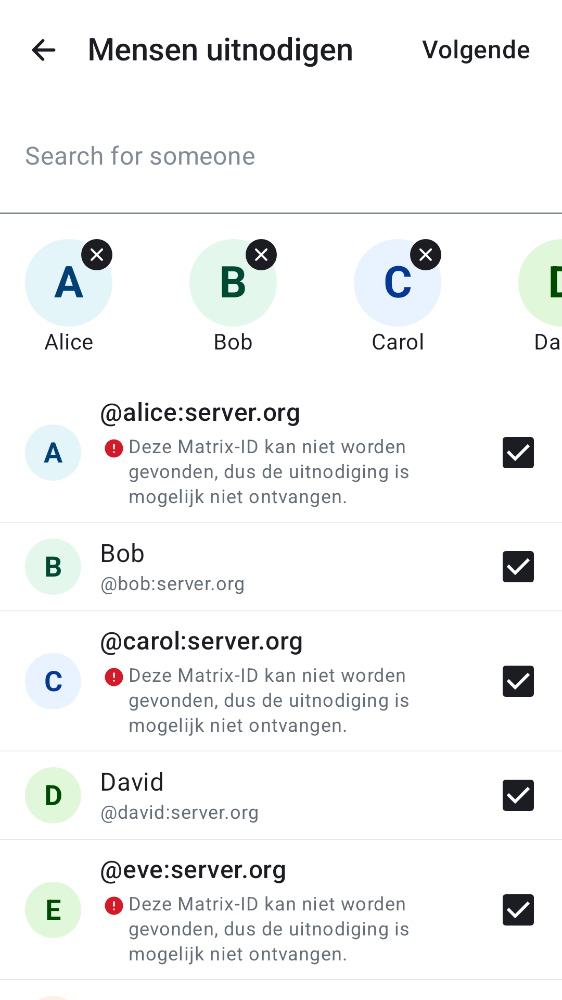 Mensen uitnodigen
Volgende
Search for someone
A
B
C
Alice
Bob
Carol
Da
@alice:server.org
A
Deze Matrix-ID kan niet worden
gevonden, dus de uitnodiging is
mogelijk niet ontvangen.
B
Bob
@bob:server.org
@carol:server.org
C
Deze Matrix-ID kan niet worden
gevonden, dus de uitnodiging is
mogelijk niet ontvangen.
D
David
@david:server.org
@eve:server.org
E
Deze Matrix-ID kan niet worden
gevonden, dus de uitnodiging is
mogelijk niet ontvangen.